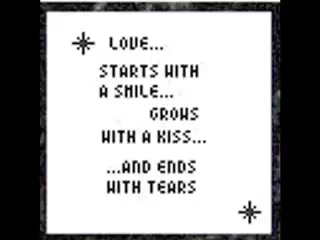 LOVE...
STARTS WITH
A SMILE...
GROWS
WITH A KISS...
...AND ENDS
WITH TEARS